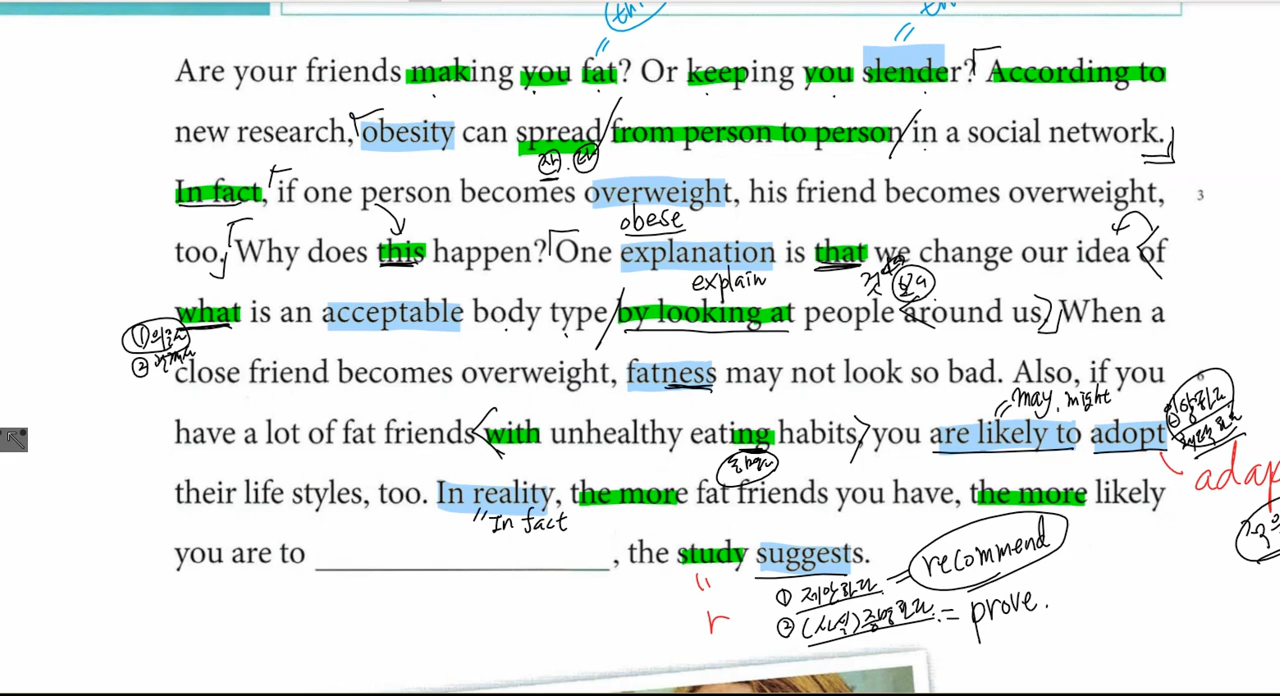 Are your friends making you fat? Or keeping you slender? According to
new research, obesity can spread from person to person in a social network.
자. 타
In fact, if one person becomes overweight, his friend becomes overweight,
3
obese
too. Why does this happen? One explanation is that we change our idea of
explain
what is an acceptable body type by looking at people around us. When a
①
②
close friend becomes overweight, fatness may not look so bad. Also, if you
may, might
have a lot of fat friends with unhealthy eating habits, you are likely to adopt
their life styles, too. In reality, the more fat friends you have, the more likely
" In fact
you are to ____________, the study suggests.
recommend
① 제안하다
② (사실)증명하다 = prove.
r